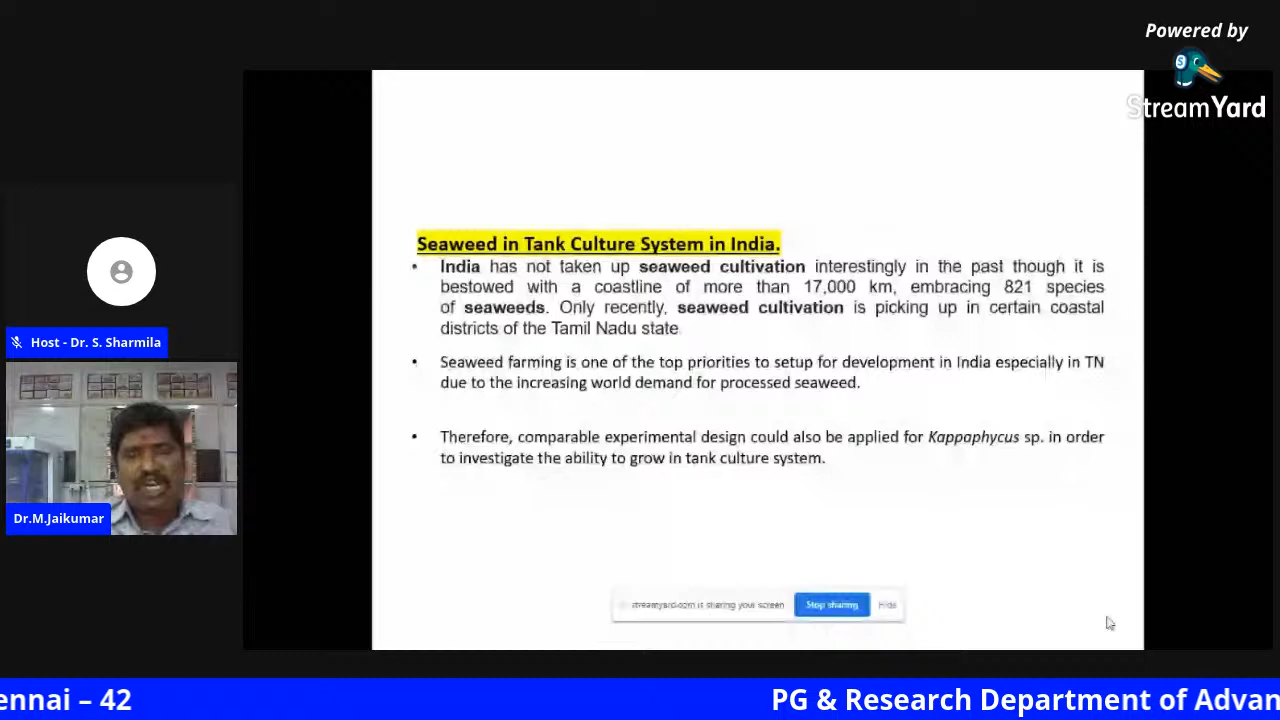 Powered by
StreamYard
Seaweed in Tank Culture System in India.
• India has not taken up seaweed cultivation interestingly in the past though it is
bestowed with a coastline of more than 17,000 km, embracing 821 species
of seaweeds. Only recently, seaweed cultivation is picking up in certain coastal
districts of the Tamil Nadu state
• Seaweed farming is one of the top priorities to setup for development in India especially in TN
due to the increasing world demand for processed seaweed.
• Therefore, comparable experimental design could also be applied for Kappaphycus sp. in order
to investigate the ability to grow in tank culture system.
Host - Dr. S. Sharmila
Dr.M.Jaikumar
streamyard.com is sharing your screen
Stop sharing
Hide
ennai – 42
PG & Research Department of Advan